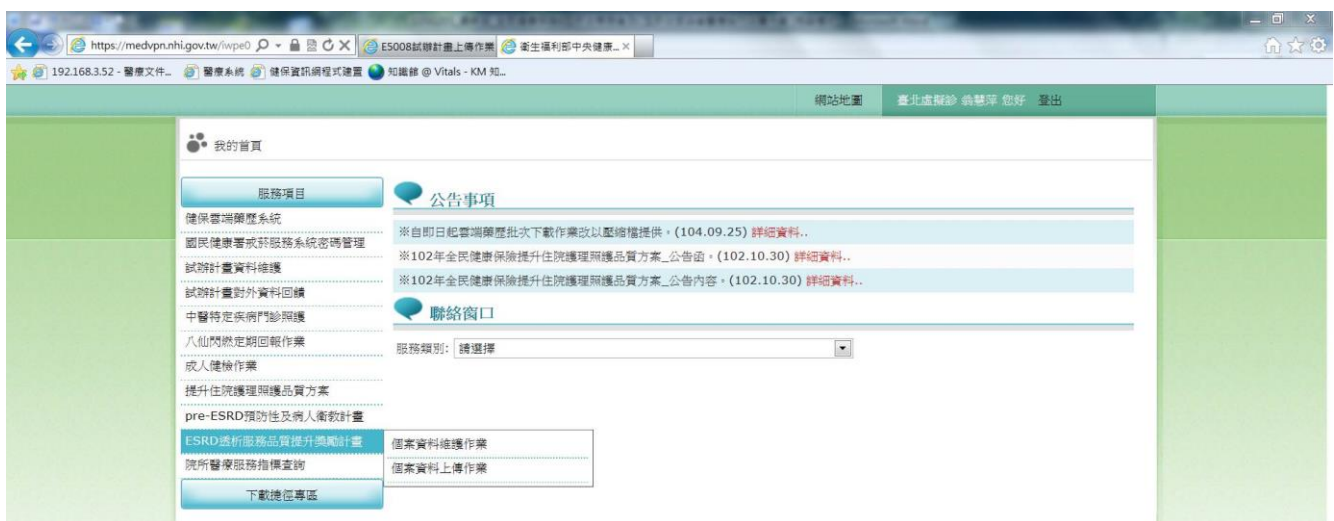 https://medvpn.nhi.gov.tw/iwpe0
E5008試辦計畫上傳作業
衛生福利部中央健康...
192.168.3.52 - 醫療文件...
醫療系統
健保資訊網程式建置
知識館 @ Vitals - KM 知...
網站地圖
臺北虛擬診 翁慧萍 您好 登出
我的首頁
服務項目
健保雲端藥歷系統
國民健康署戒菸服務系統密碼管理
試辦計畫資料維護
試辦計畫對外資料回饋
中醫特定疾病門診照護
八仙閃燃定期回報作業
成人健檢作業
提升住院護理照護品質方案
pre-ESRD預防性及病人衛教計畫
ESRD透析服務品質提升獎勵計畫
院所醫療服務指標查詢
下載捷徑專區
個案資料維護作業
個案資料上傳作業
公告事項
※自即日起雲端藥歷批次下載作業改以壓縮檔提供。(104.09.25) 詳細資料..
※102年全民健康保險提升住院護理照護品質方案_公告函。(102.10.30) 詳細資料..
※102年全民健康保險提升住院護理照護品質方案_公告內容。(102.10.30) 詳細資料..
聯絡窗口
服務類別: 請選擇